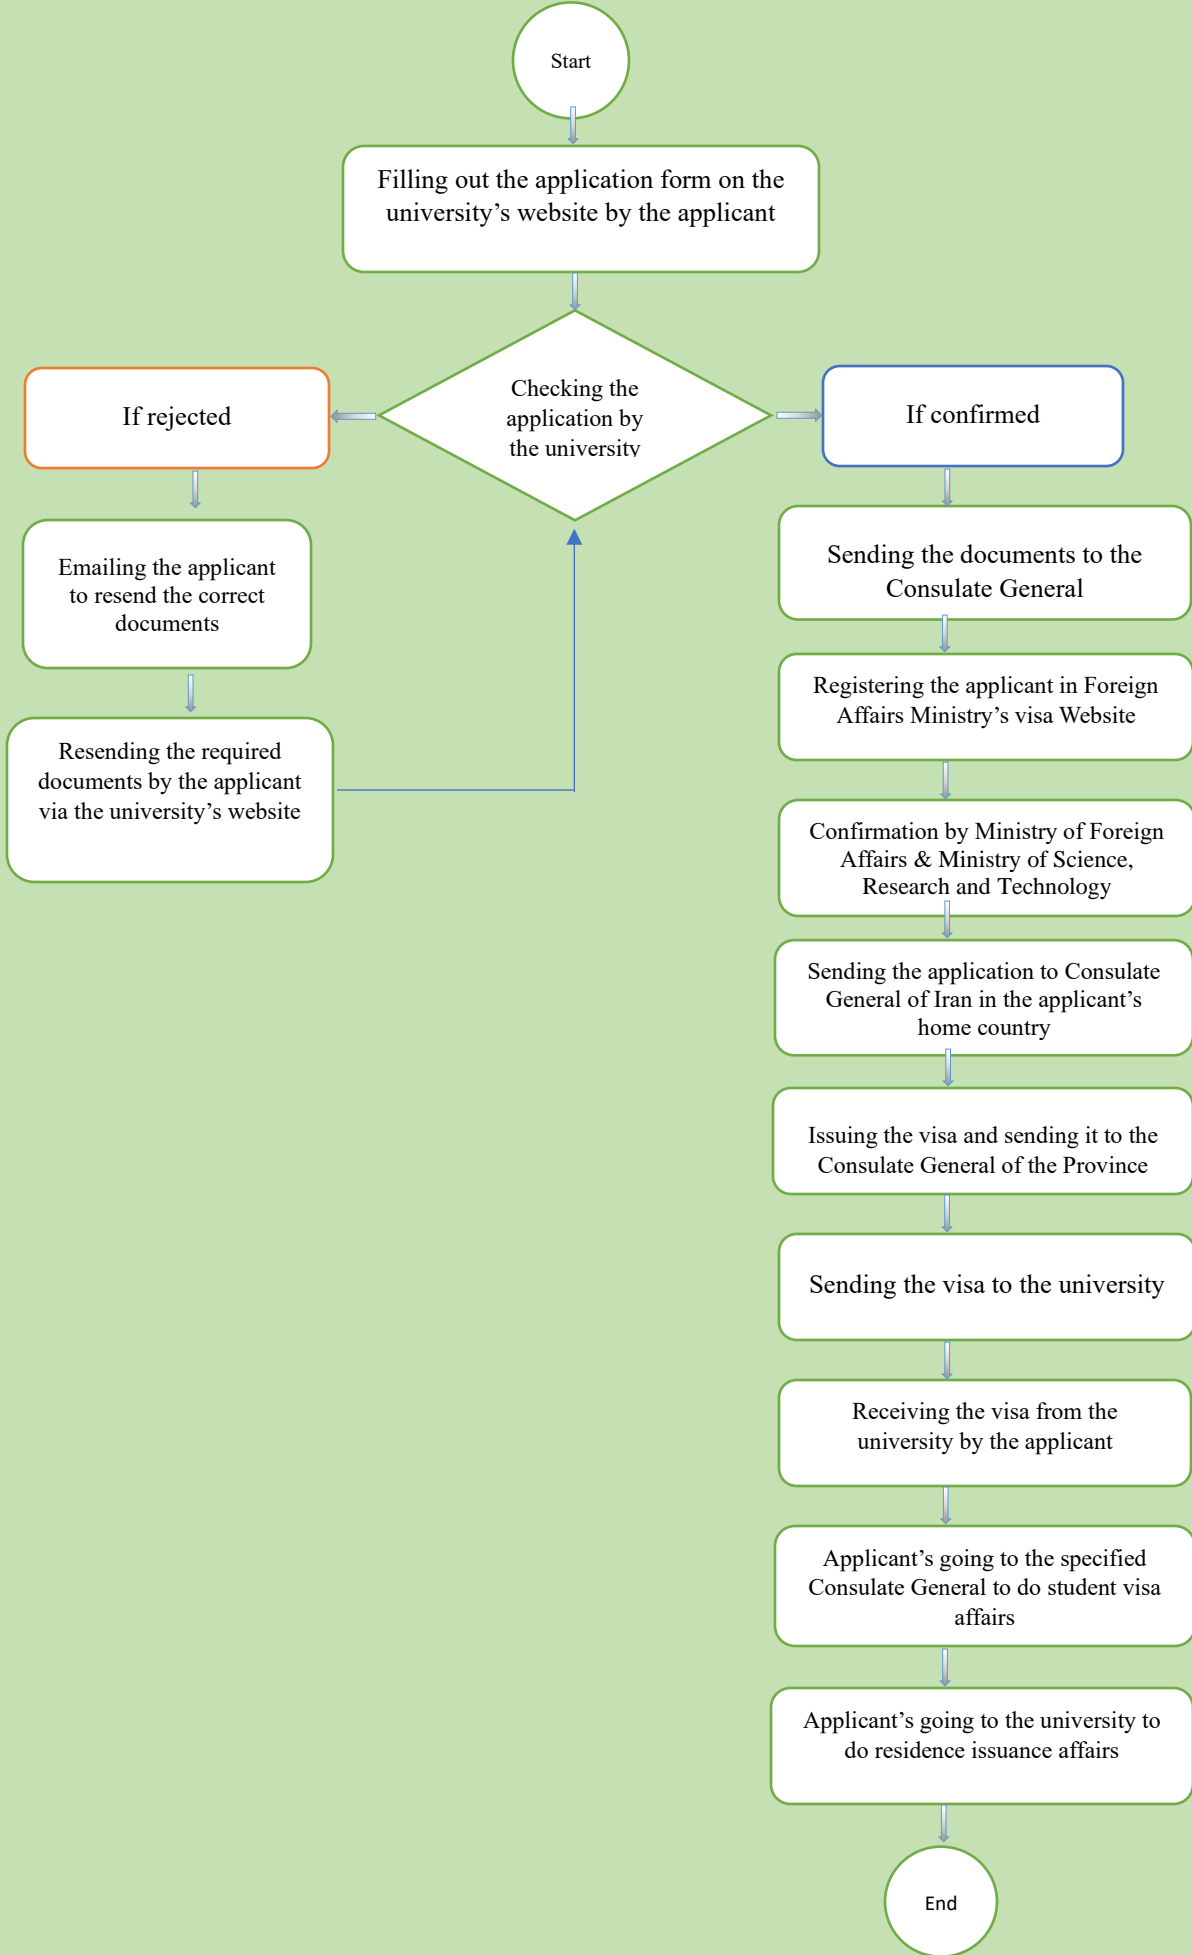 Start
Filling out the application form on the
university’s website by the applicant
Checking the
application by
the university
If rejected
If confirmed
Emailing the applicant
to resend the correct
documents
Resending the required
documents by the applicant
via the university’s website
Sending the documents to the
Consulate General
Registering the applicant in Foreign
Affairs Ministry’s visa Website
Confirmation by Ministry of Foreign
Affairs & Ministry of Science,
Research and Technology
Sending the application to Consulate
General of Iran in the applicant’s
home country
Issuing the visa and sending it to the
Consulate General of the Province
Sending the visa to the university
Receiving the visa from the
university by the applicant
Applicant’s going to the specified
Consulate General to do student visa
affairs
Applicant’s going to the university to
do residence issuance affairs
End